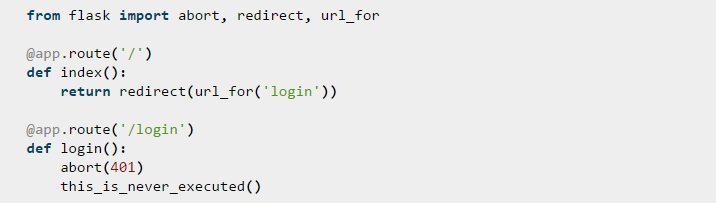 from flask import abort, redirect, url_for
@app.route('/')
def index():
    return redirect(url_for('login'))
@app.route('/login')
def login():
    abort(401)
    this_is_never_executed()